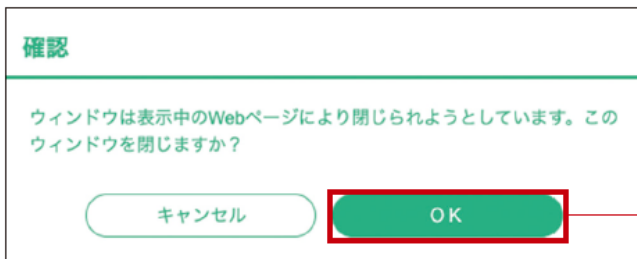 確認
ウィンドウは表示中のWebページにより閉じられようとしています。この
ウィンドウを閉じますか？
キャンセル
OK